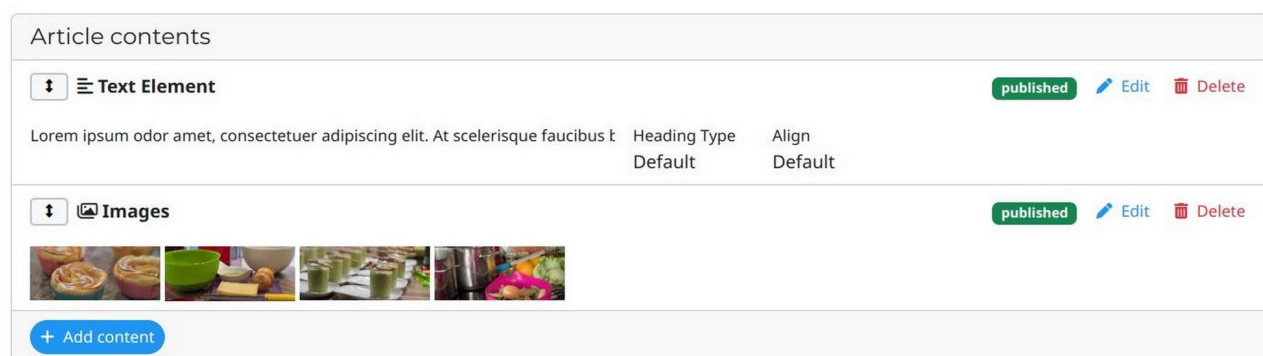 Article contents
Text Element
published
Edit
Delete
Lorem ipsum odor amet, consectetuer adipiscing elit. At scelerisque faucibus
Heading Type
Default
Align
Default
Images
published
Edit
Delete
+ Add content